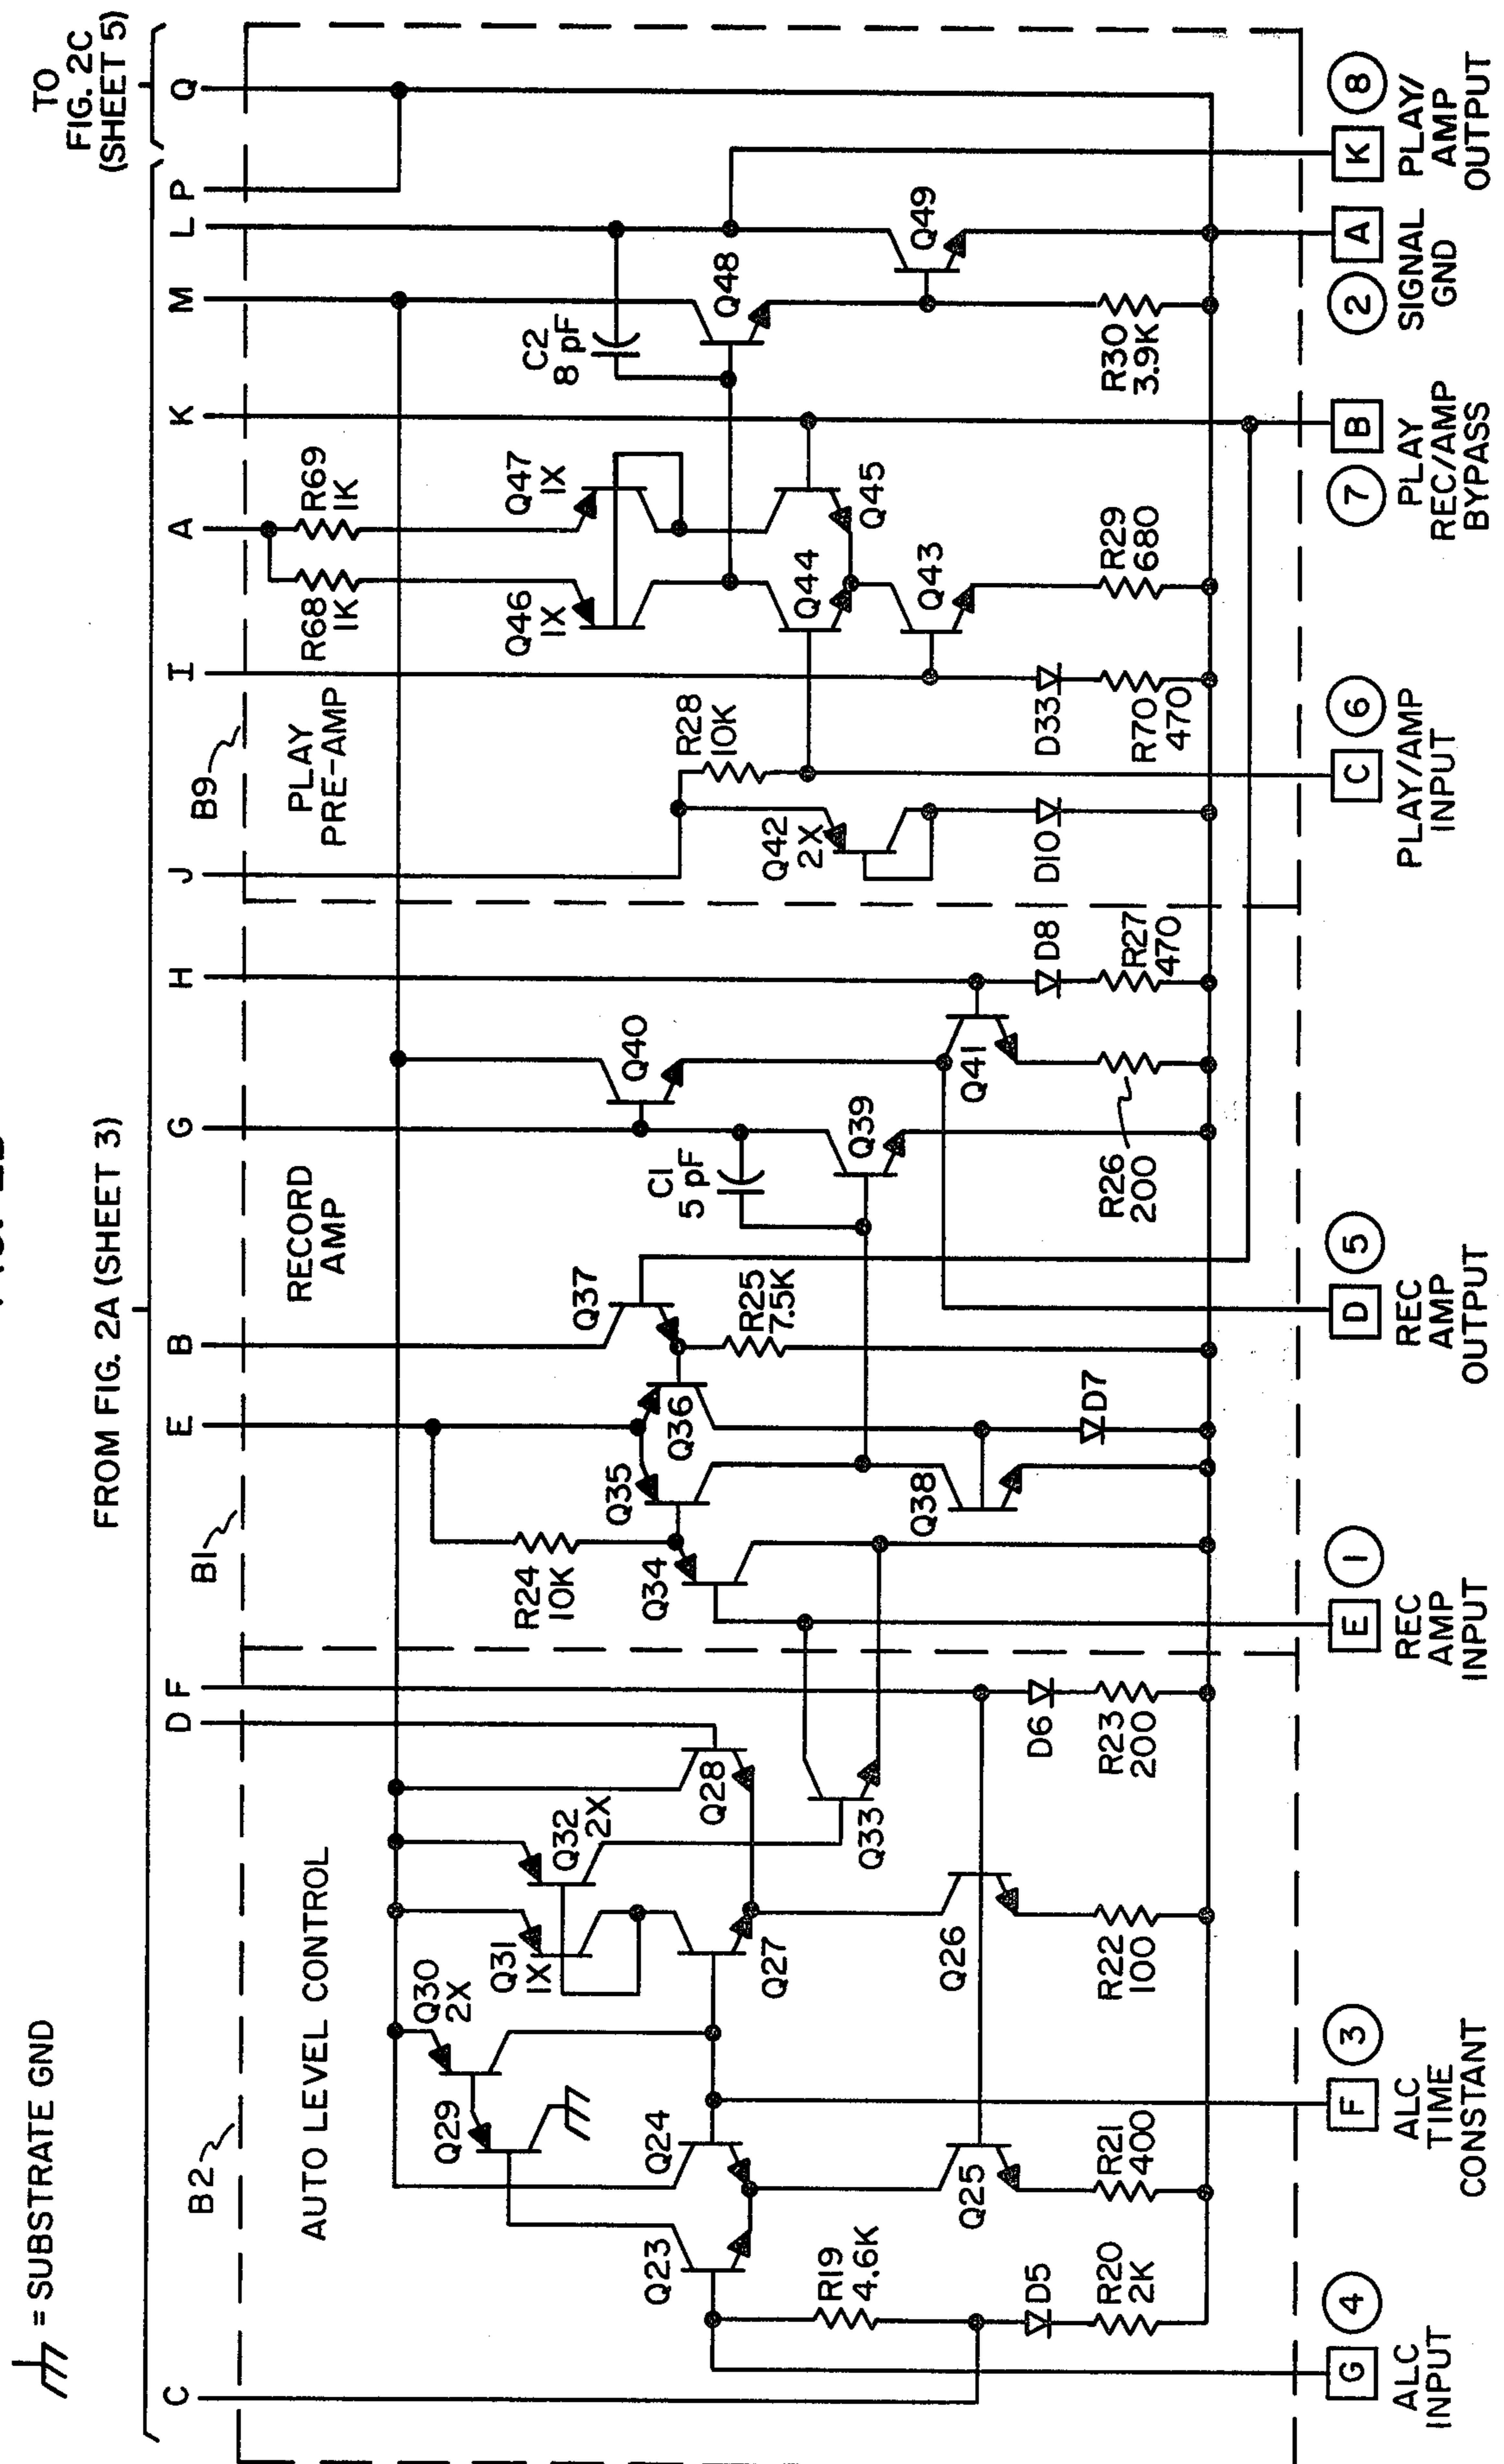 = SUBSTRATE GND
FROM FIG. 2A (SHEET 3)
TO
FIG. 2C
(SHEET 5)
C
D
F
E
B
G
H
J
I
A
K
M
L
P
Q
B2
B1
B9
AUTO LEVEL CONTROL
RECORD
AMP
PLAY
PRE-AMP
Q23
Q24
Q25
Q26
Q27
Q28
Q29
Q30
2X
Q31
1X
Q32
2X
Q33
R19
4.6K
D5
R20
2K
R21
400
R22
100
D6
R23
200
R24
10K
Q34
Q35
Q36
Q37
R25
7.5K
Q38
D7
C1
5 pF
Q39
Q40
Q41
R26
200
D8
R27
470
Q42
2X
D10
R28
10K
D33
R70
470
R68
1K
R69
1K
Q46
1X
Q47
1X
Q44
Q45
Q43
R29
680
C2
8 pF
Q48
Q49
R30
3.9K
G
4
ALC
INPUT
F
3
ALC
TIME
CONSTANT
E
1
REC
AMP
INPUT
D
5
REC
AMP
OUTPUT
C
6
PLAY/AMP
INPUT
7
B
PLAY
REC/AMP
BYPASS
2
A
SIGNAL
GND
K
8
PLAY/
AMP
OUTPUT